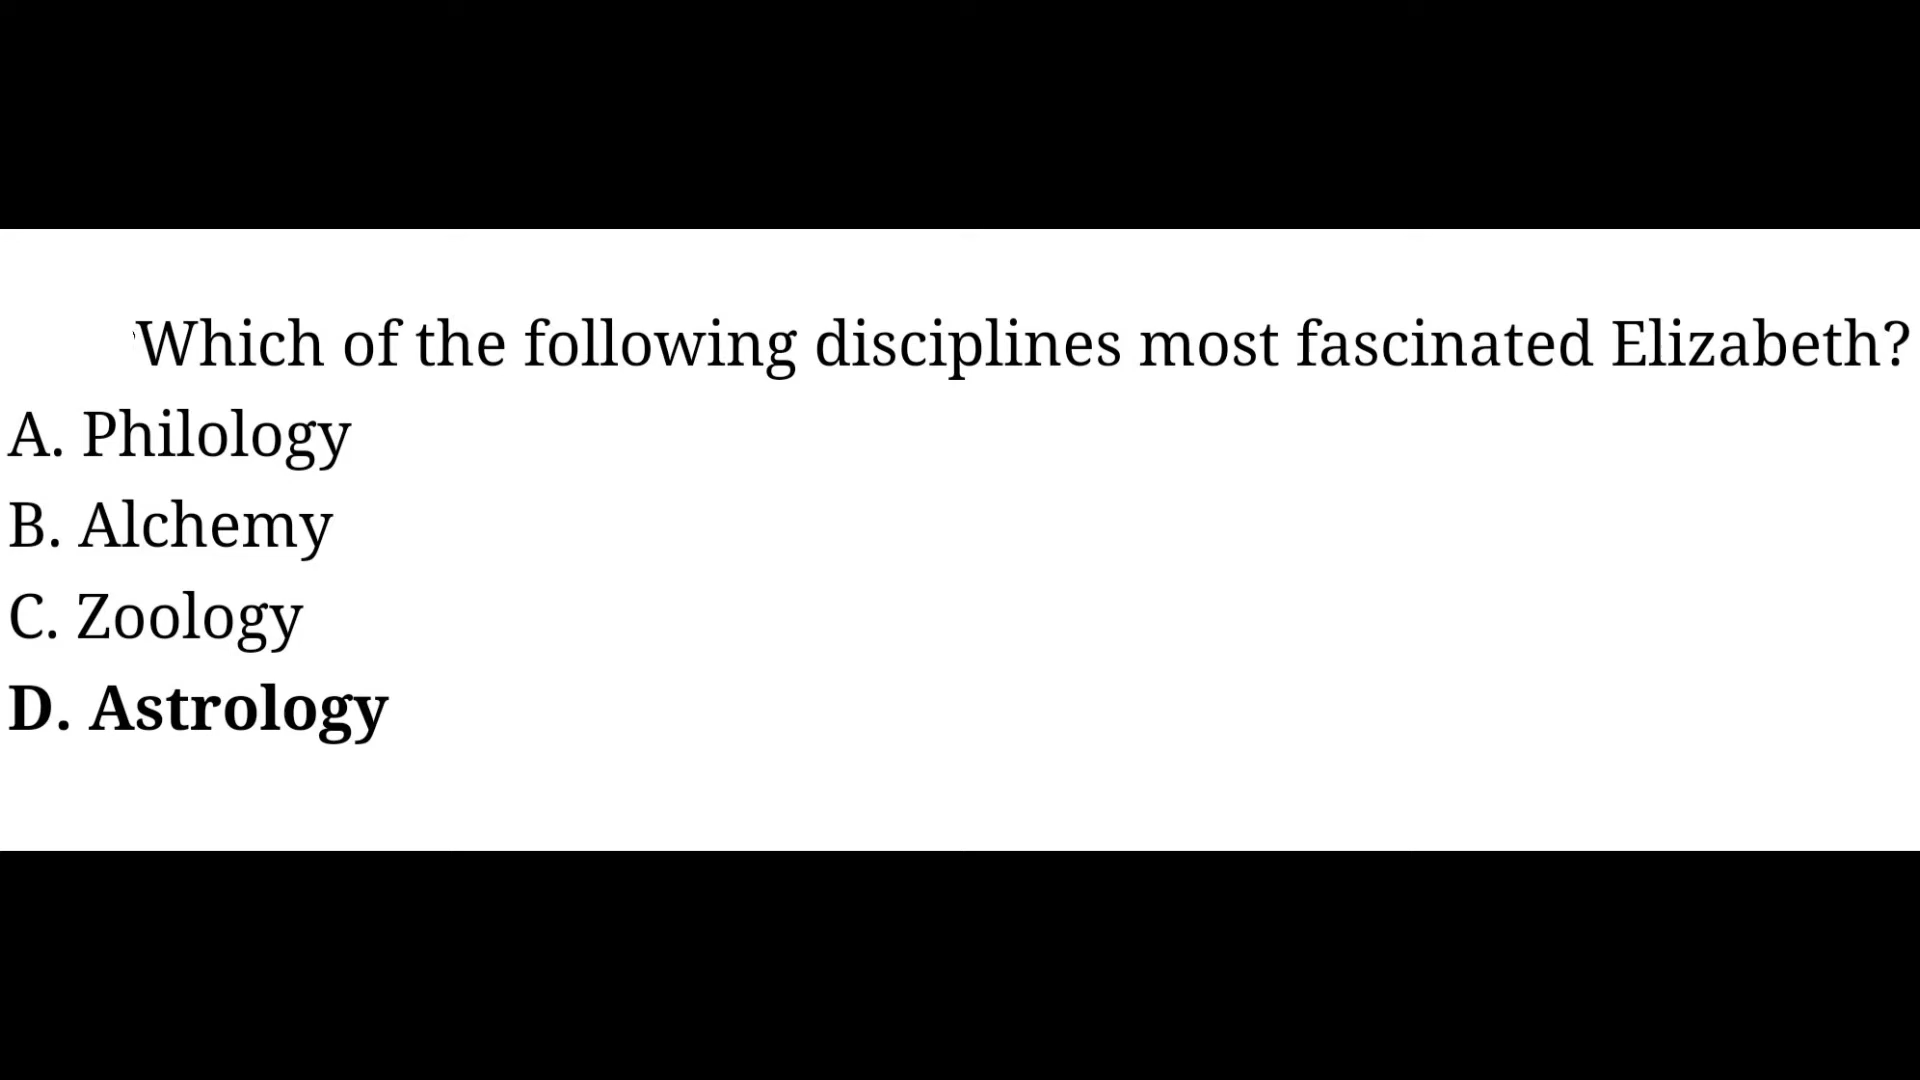 Which of the following disciplines most fascinated Elizabeth?
A. Philology
B. Alchemy
C. Zoology
D. Astrology